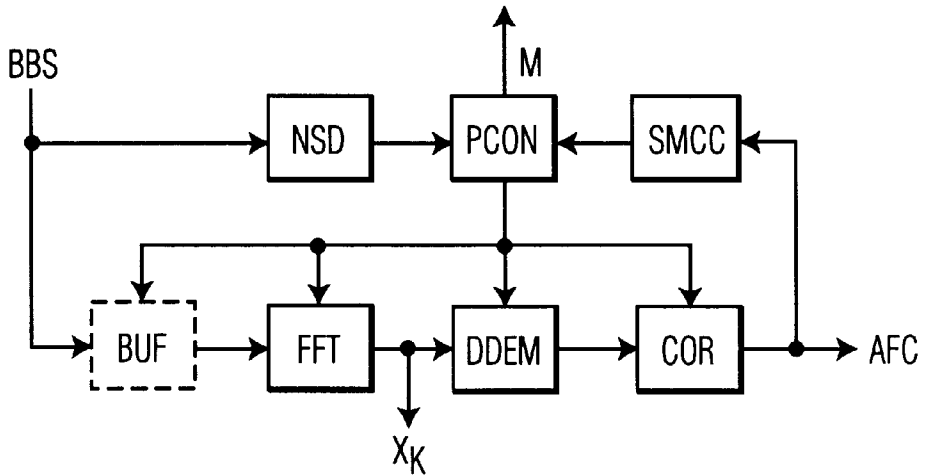 BBS
M
NSD
PCON
SMCC
BUF
FFT
DDEM
COR
AFC
XK